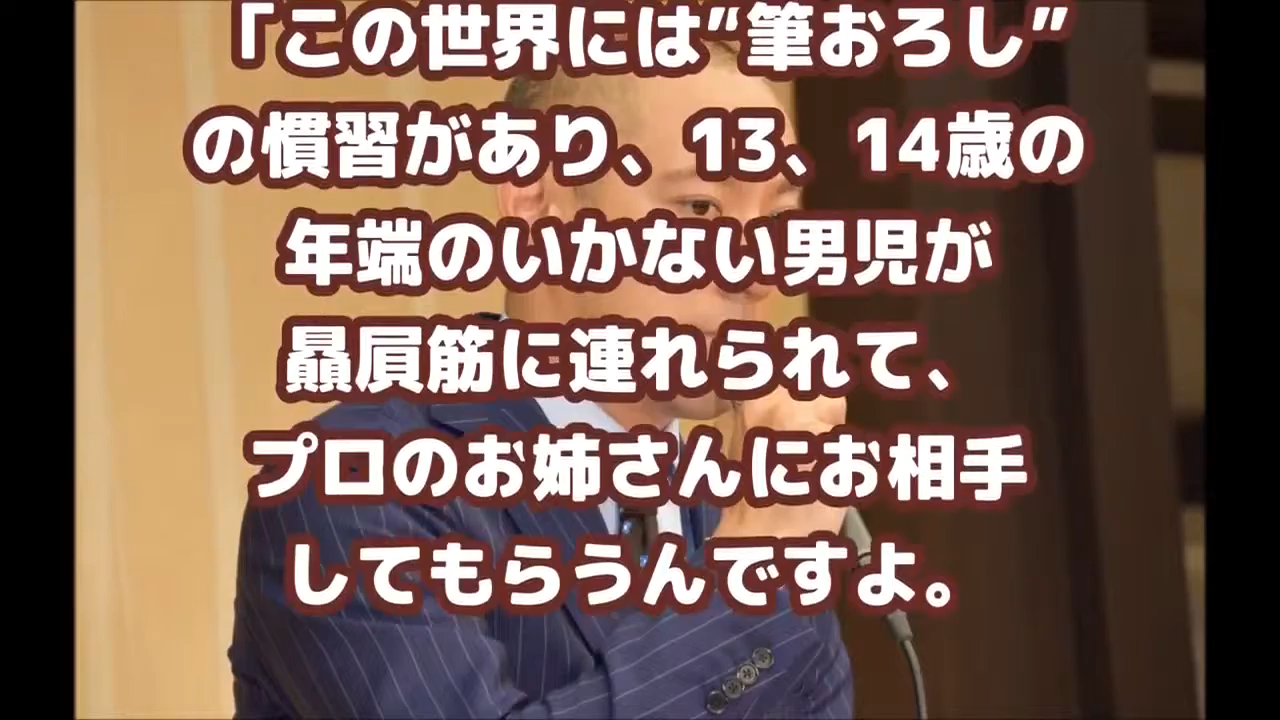 「この世界には“筆おろし”
の慣習があり、13、14歳の
年端のいかない男児が
贔屓筋に連れられて、
プロのお姉さんにお相手
してもらうんですよ。